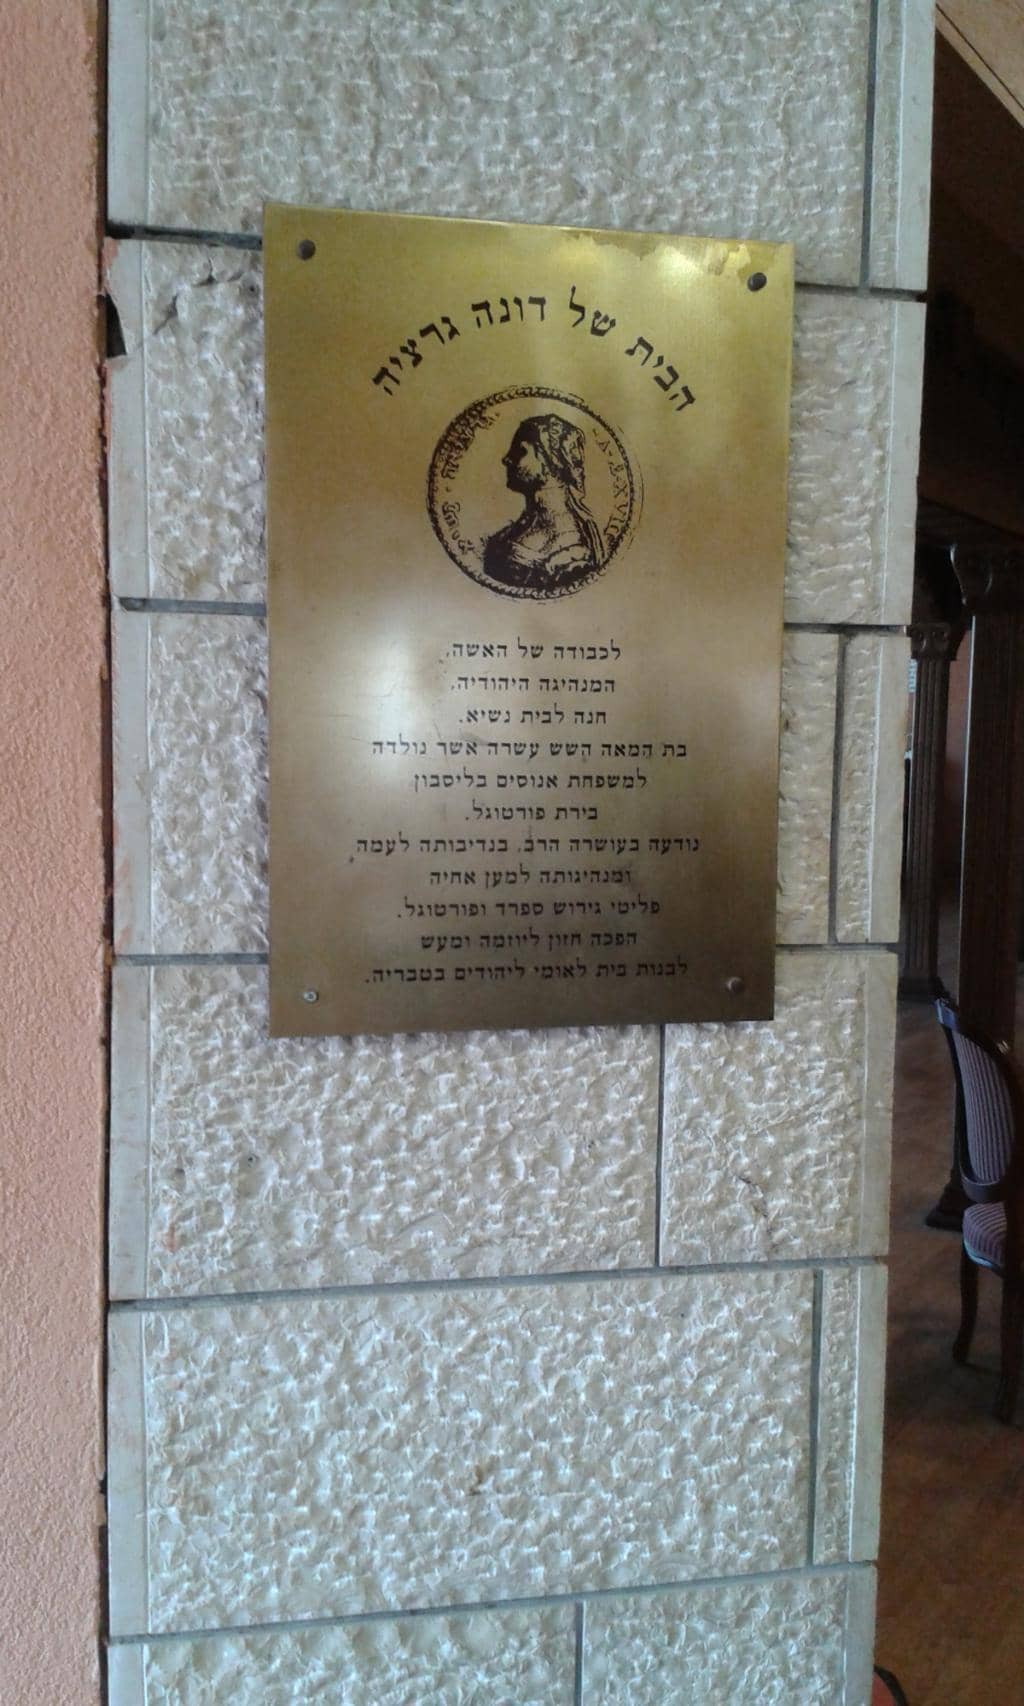 הבית של דונה גרציה
לכבודה של האשה,
המנהיגה היהודיה,
חנה לבית נשיא.
בת המאה השש עשרה אשר נולדה
למשפחת אנוסים בליסבון
בירת פורטוגל.
נודעה בעושרה הרב, בנדיבותה לעמה
ומנהיגותה למען אחיה
פליטי גירוש ספרד ופורטוגל.
הפכה חזון ליוזמה ומעש
לבנות בית לאומי ליהודים בטבריה.